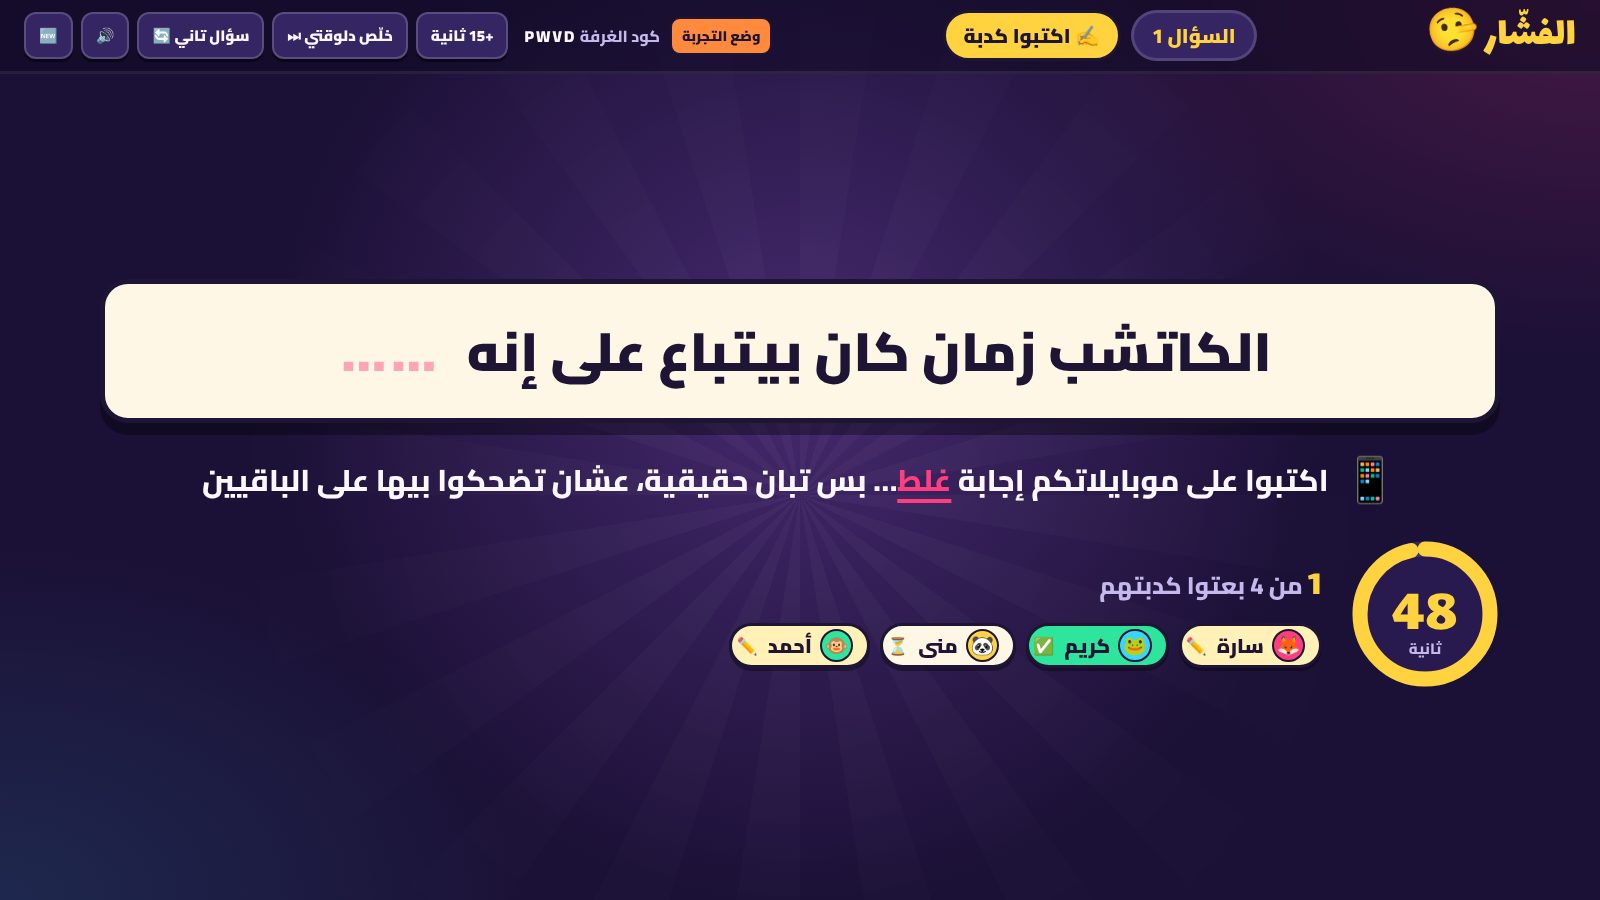 الفشّار
السؤال 1
اكتبوا كدبة
وضع التجربة
كود الغرفة PWVD
+15 ثانية
خلّص دلوقتي
سؤال تاني
NEW
الكاتشب زمان كان بيتباع على إنه ......
اكتبوا على موبايلاتكم إجابة غلط... بس تبان حقيقية، عشان تضحكوا بيها على الباقيين
48
ثانية
1 من 4 بعتوا كدبتهم
سارة
كريم
منى
أحمد